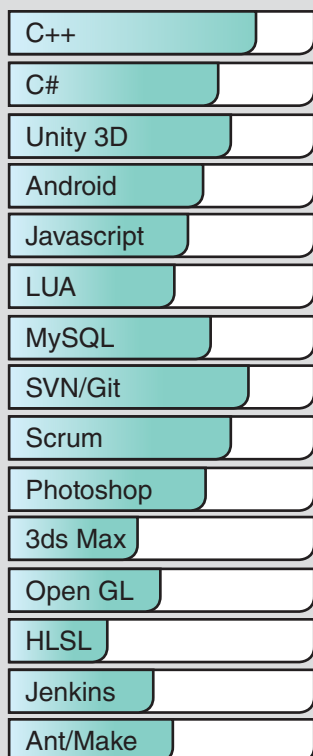 C++
C#
Unity 3D
Android
Javascript
LUA
MySQL
SVN/Git
Scrum
Photoshop
3ds Max
Open GL
HLSL
Jenkins
Ant/Make